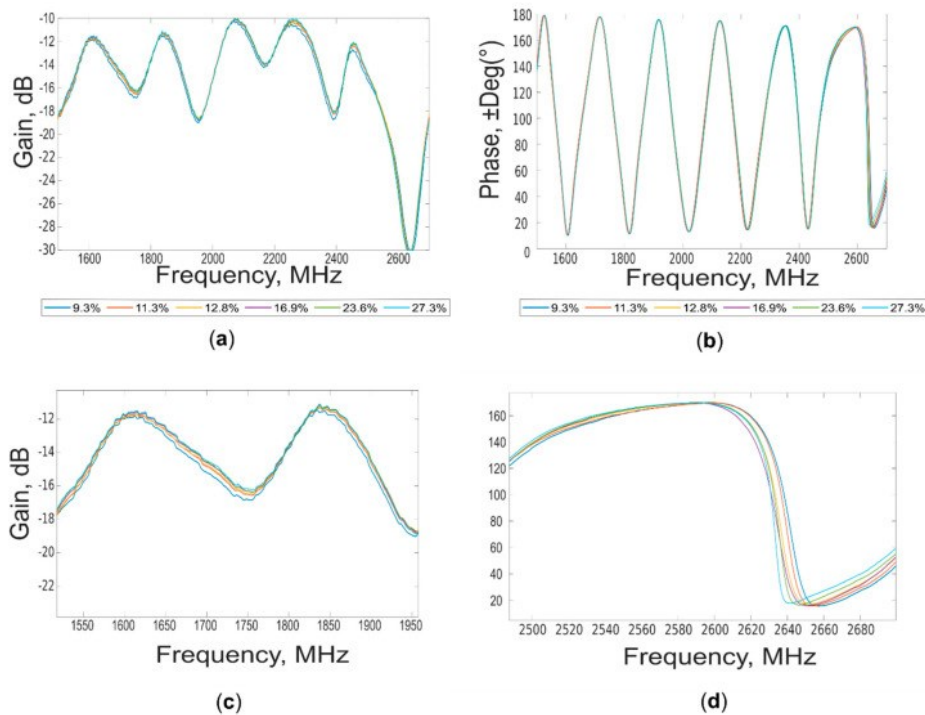 -10
-12
-14
-16
-18
-20
-22
-24
-26
-28
-30
Gain, dB
1600 1800 2000 2200 2400 2600
Frequency, MHz
9.3% 11.3% 12.8% 16.9% 23.6% 27.3%
(a)
180
160
140
120
100
80
60
40
20
0
Phase, ±Deg(°)
1600 1800 2000 2200 2400 2600
Frequency, MHz
9.3% 11.3% 12.8% 16.9% 23.6% 27.3%
(b)
-12
-14
-16
-18
-20
-22
Gain, dB
1550 1600 1650 1700 1750 1800 1850 1900 1950
Frequency, MHz
(c)
160
140
120
100
80
60
40
20
2500 2520 2540 2560 2580 2600 2620 2640 2660 2680
Frequency, MHz
(d)